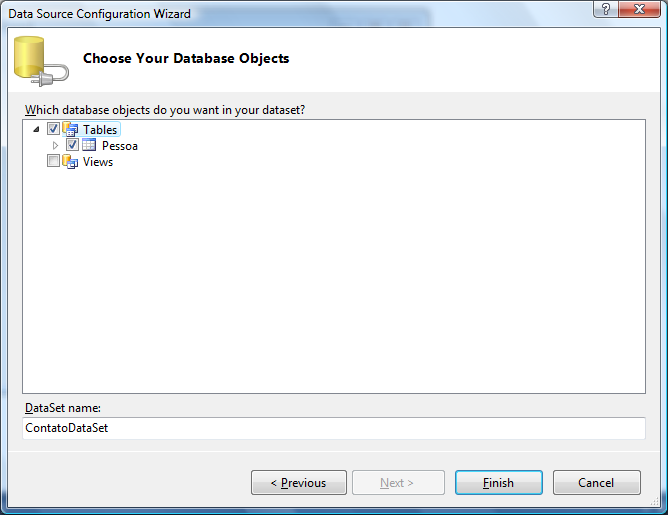 Data Source Configuration Wizard
?
Choose Your Database Objects
Which database objects do you want in your dataset?
Tables
Pessoa
Views
DataSet name:
ContatoDataSet
< Previous
Next >
Finish
Cancel